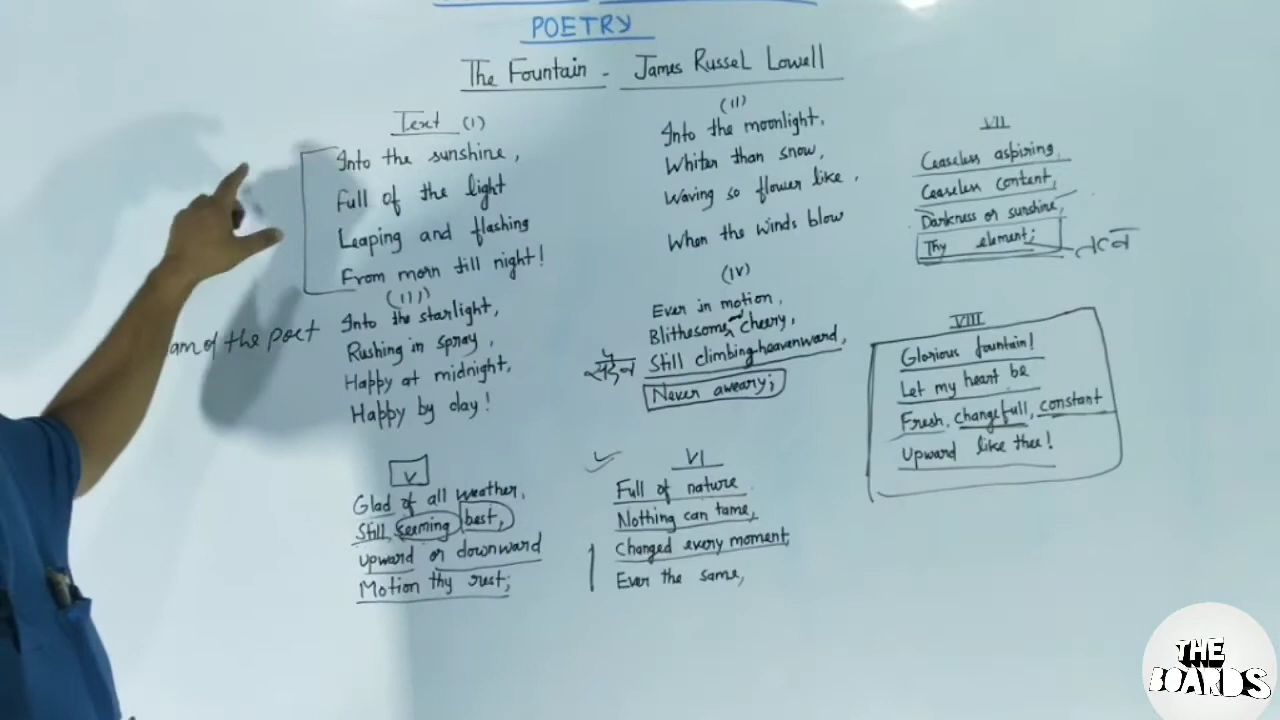 POETRY
The Fountain - James Russel Lowell
Text (I)
Into the sunshine,
Full of the light
Leaping and flashing
From morn till night!
(II)
Into the moonlight,
Whiter than snow,
Waving so flower like,
When the winds blow
(III)
Into the starlight,
Rushing in spray,
Happy at midnight,
Happy by day!
of the poet
(IV)
Ever in motion,
Blithesome cheery,
Still climbing heavenward,
सदैव
Never aweary;
V
Glad of all weather,
Still seeming best,
upward or downward
Motion thy rest;
VI
Full of nature
Nothing can tame,
Changed every moment,
Ever the same,
VII
Ceaseless aspiring,
Ceaseless content,
Darkness or sunshine,
Thy element;
तत्व
VIII
Glorious fountain!
Let my heart be
Fresh, changefull, constant
Upward like thee!
THE
BOARDS